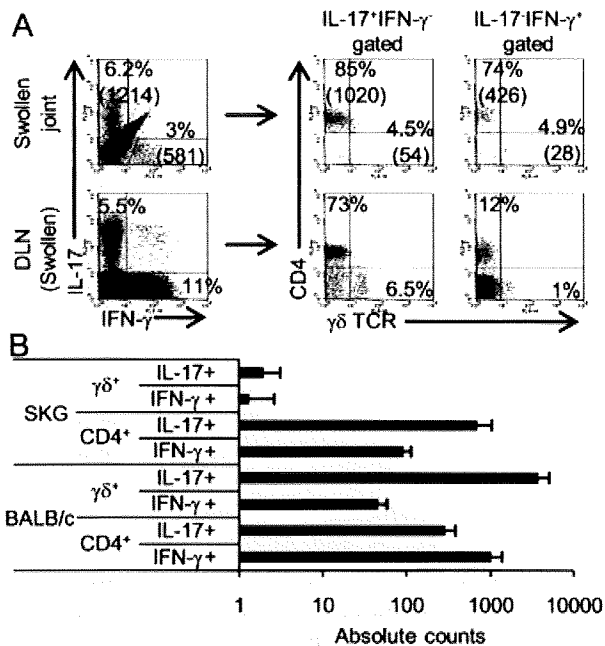 A
IL-17⁺IFN-γ⁻ gated
IL-17⁻IFN-γ⁺ gated
Swollen joint
6.2% (1214)
3% (581)
85% (1020)
4.5% (54)
74% (426)
4.9% (28)
DLN (Swollen)
5.5%
11%
73%
6.5%
12%
1%
IL-17
IFN-γ
CD4
γδ TCR
B
SKG
γδ⁺
IL-17+
IFN-γ +
CD4⁺
IL-17+
IFN-γ+
BALB/c
γδ⁺
IL-17+
IFN-γ +
CD4⁺
IL-17+
IFN-γ+
1 10 100 1000 10000
Absolute counts